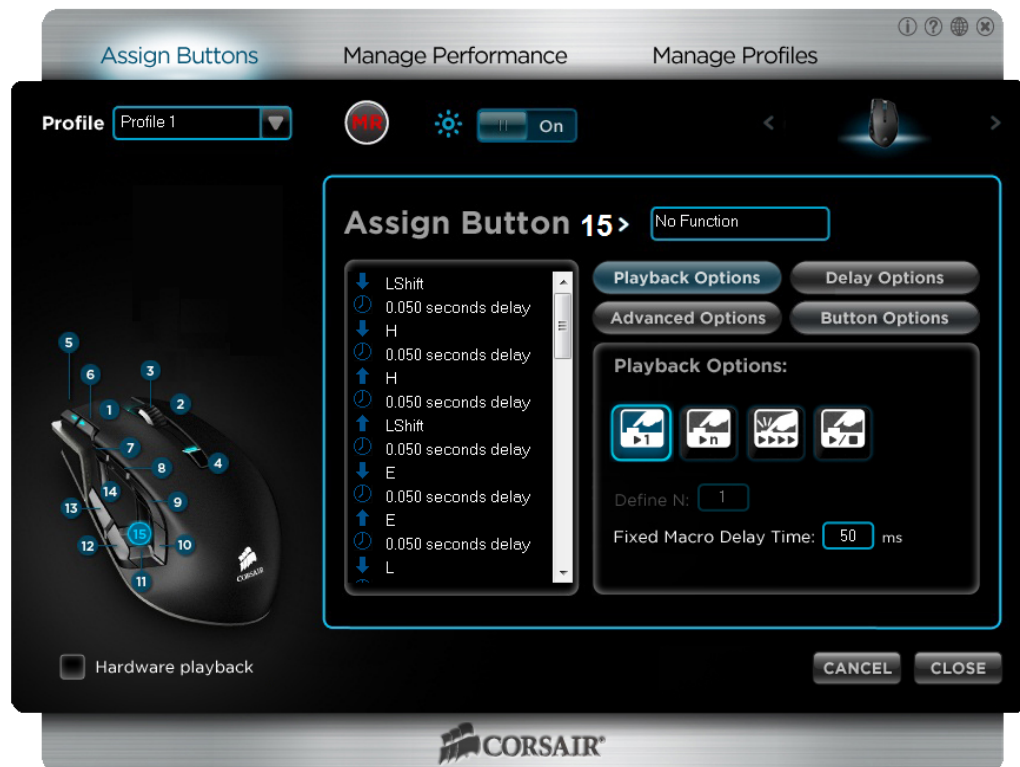 Assign Buttons Manage Performance Manage Profiles
Profile Profile 1 MR On
Assign Button 15> No Function
LShift
0.050 seconds delay
H
0.050 seconds delay
H
0.050 seconds delay
LShift
0.050 seconds delay
E
0.050 seconds delay
E
0.050 seconds delay
L
Playback Options Delay Options
Advanced Options Button Options
Playback Options:
1 n
Define N: 1
Fixed Macro Delay Time: 50 ms
5
6
3
1
2
7
8
4
14
9
13
15
12
10
11
CORSAIR
Hardware playback
CANCEL CLOSE
CORSAIR